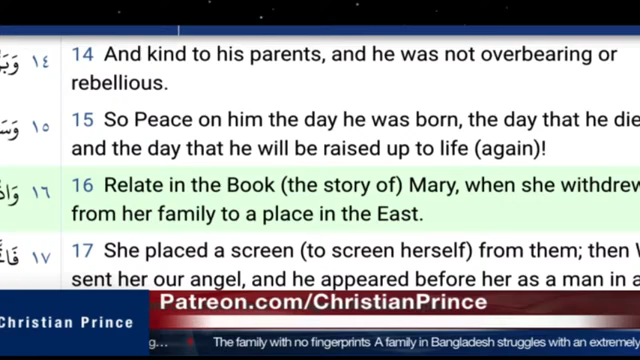 14 And kind to his parents, and he was not overbearing or
rebellious.
١٤
15 So Peace on him the day he was born, the day that he die
and the day that he will be raised up to life (again)!
١٥
16 Relate in the Book (the story of) Mary, when she withdrew
from her family to a place in the East.
١٦
17 She placed a screen (to screen herself) from them; then W
sent her our angel, and he appeared before her as a man in a
١٧
Patreon.com/ChristianPrince
Christian Prince
g... The family with no fingerprints A family in Bangladesh struggles with an extremely